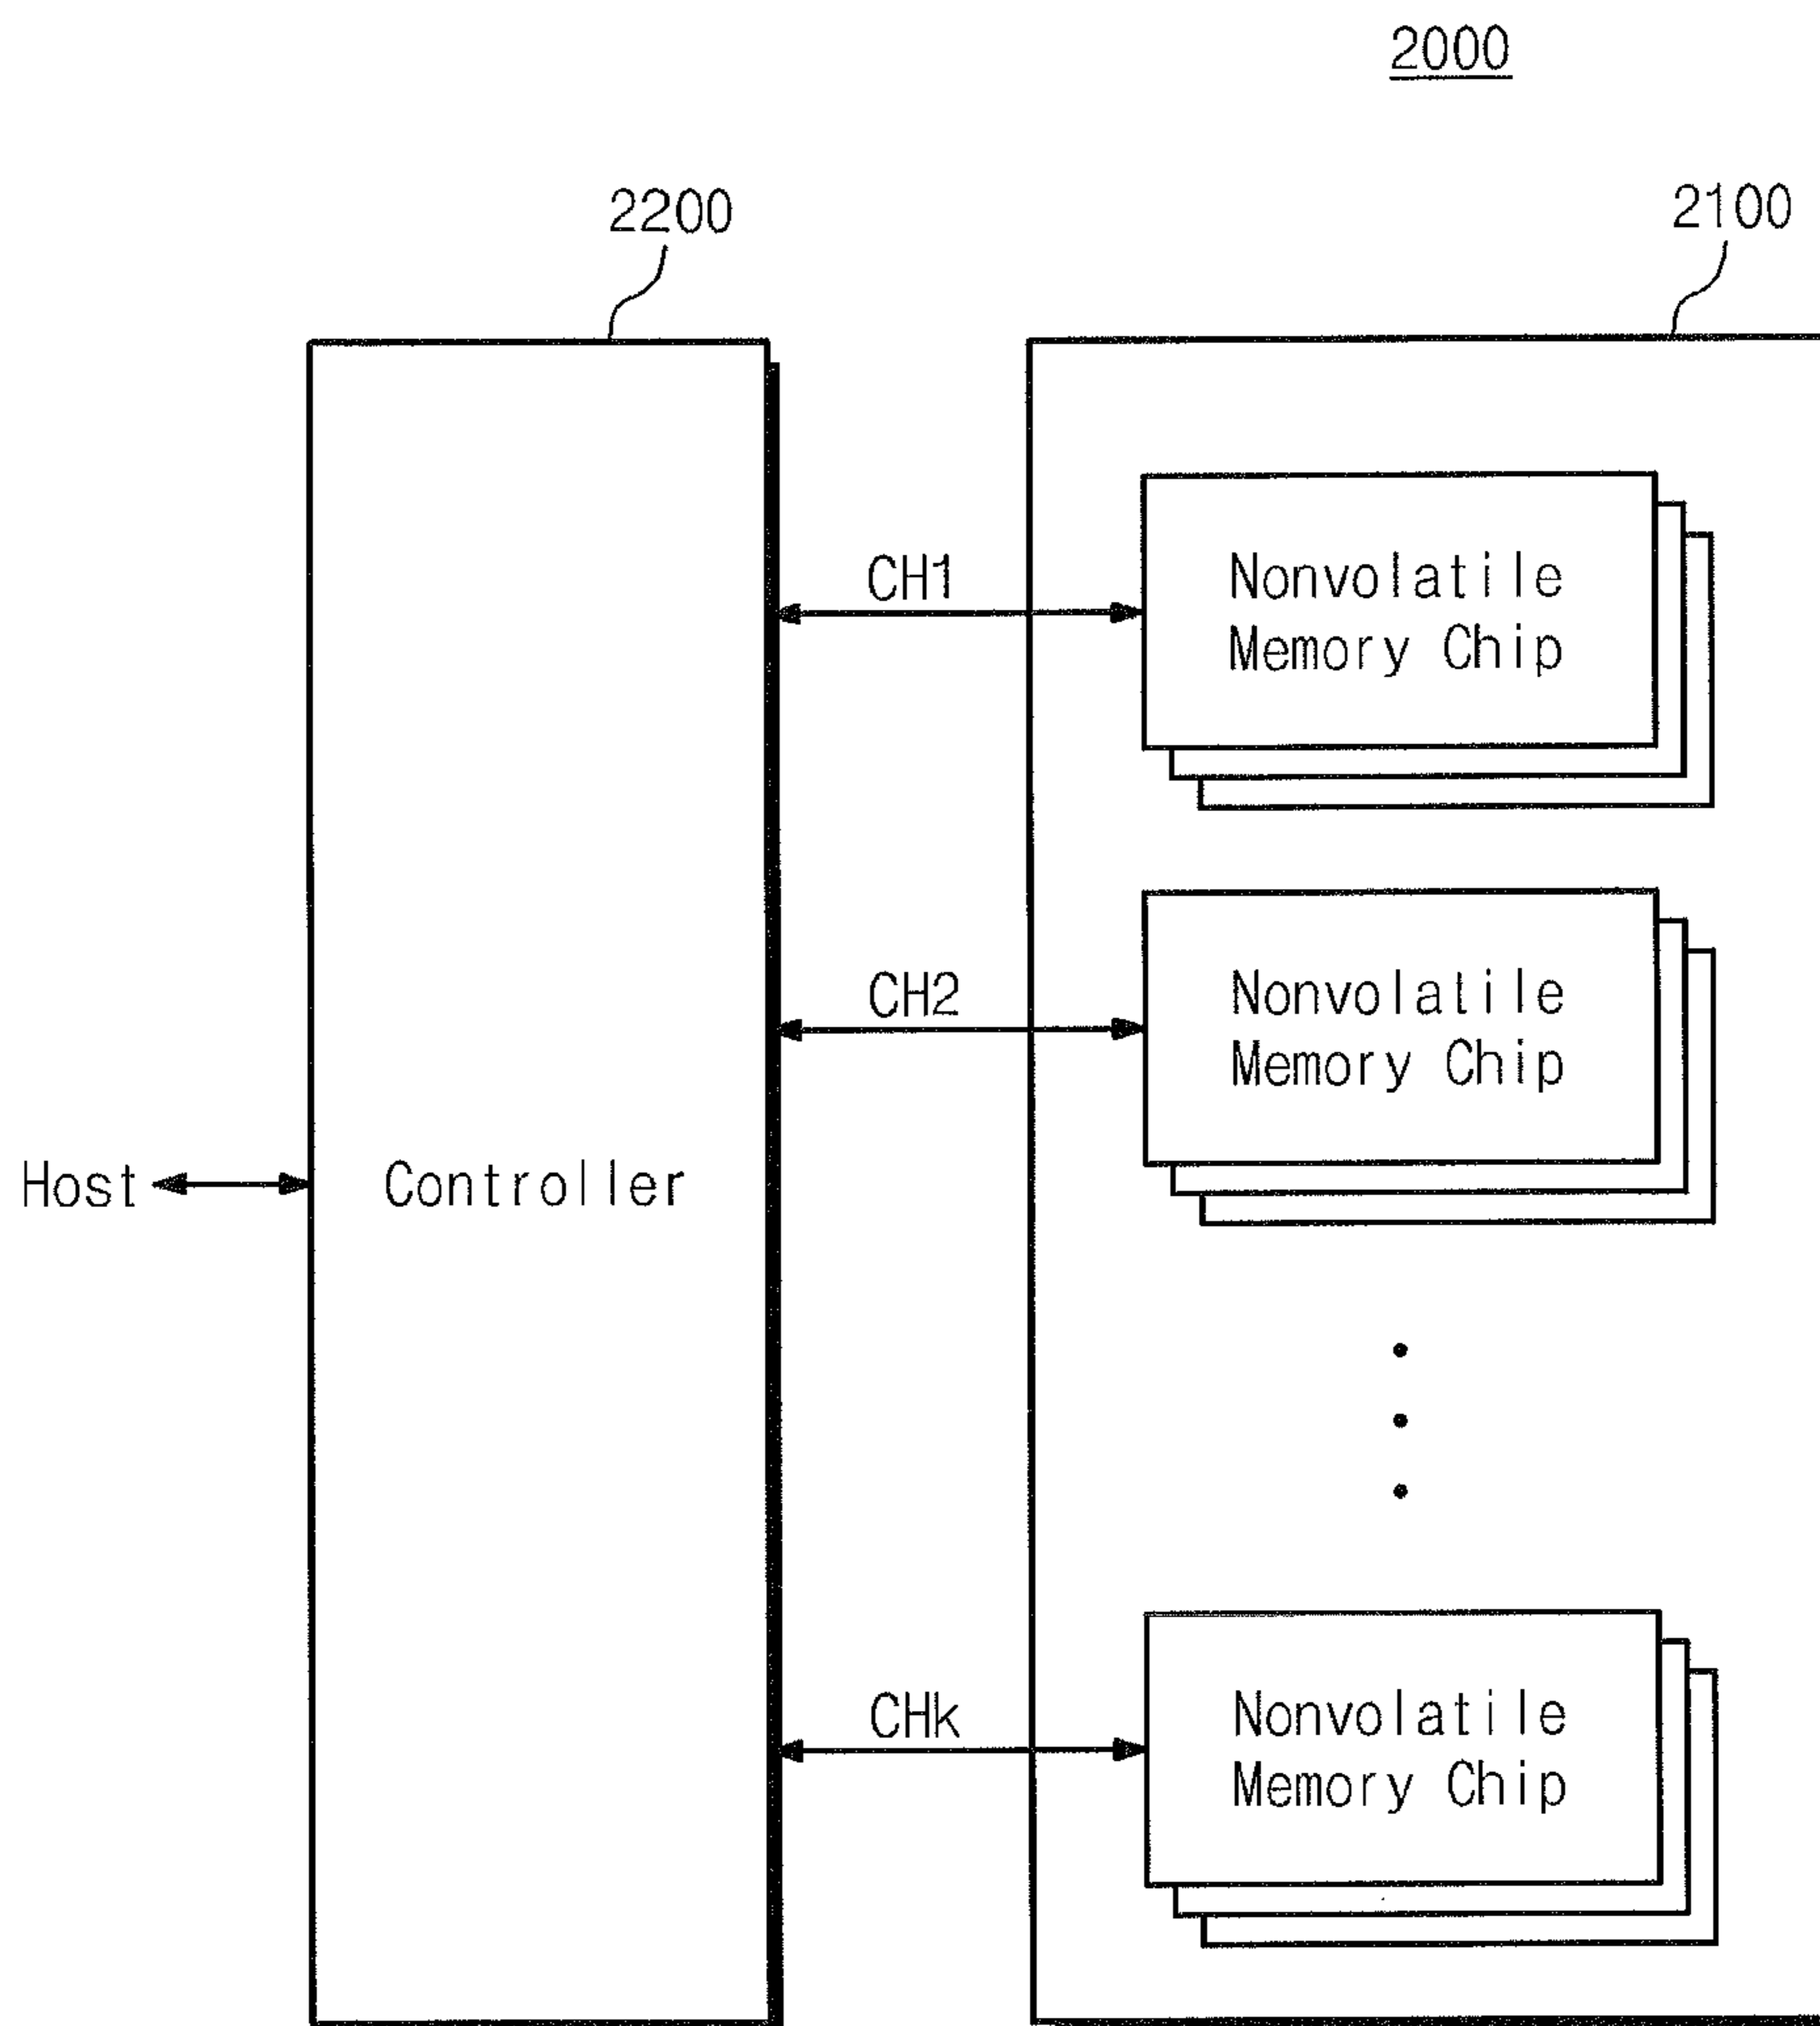 2000
2200
2100
CH1
Nonvolatile
Memory Chip
CH2
Nonvolatile
Memory Chip
Host
Controller
CHk
Nonvolatile
Memory Chip